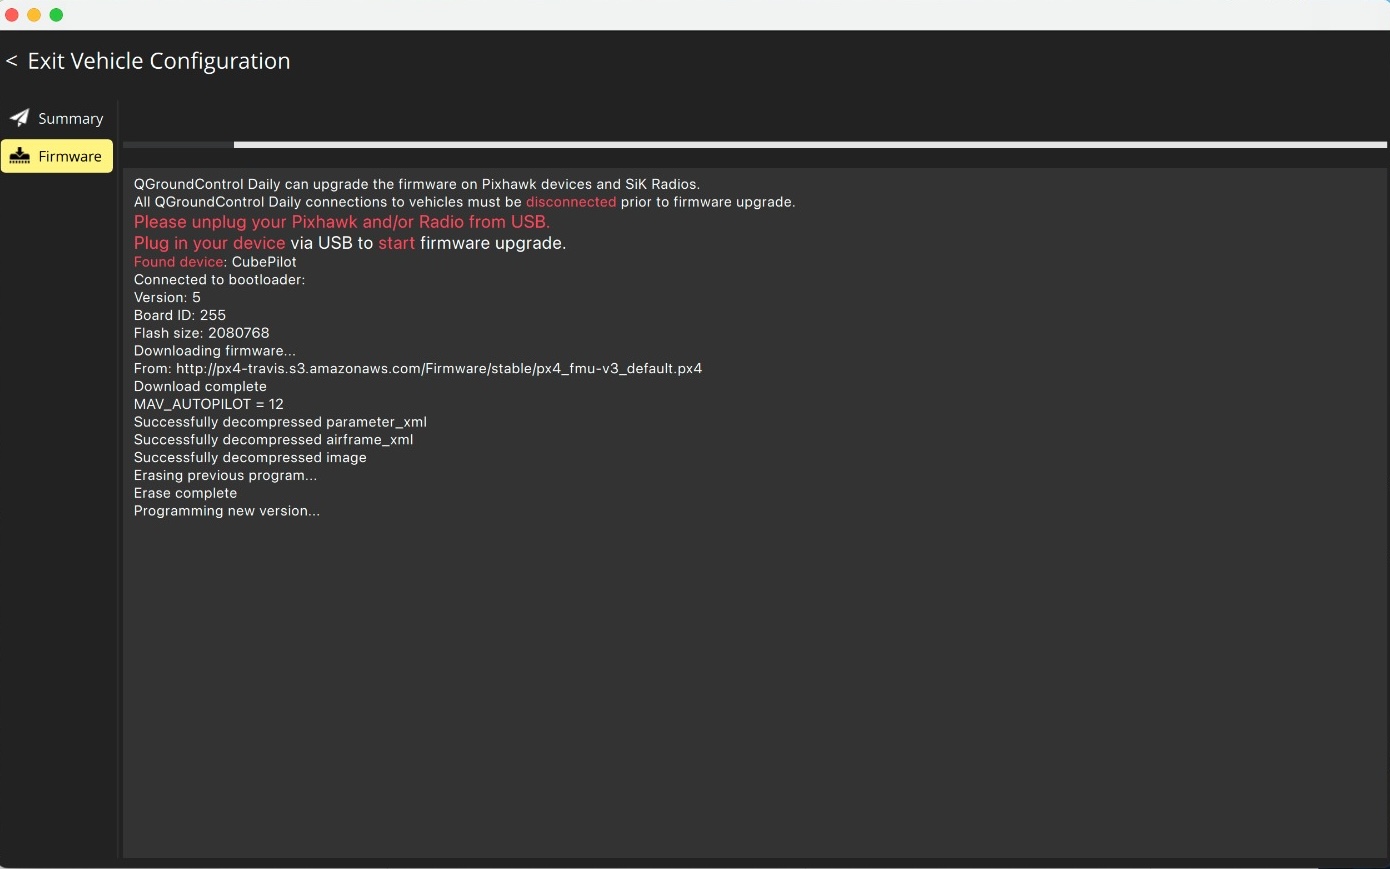 < Exit Vehicle Configuration
Summary
Firmware
QGroundControl Daily can upgrade the firmware on Pixhawk devices and SiK Radios.
All QGroundControl Daily connections to vehicles must be disconnected prior to firmware upgrade.
Please unplug your Pixhawk and/or Radio from USB.
Plug in your device via USB to start firmware upgrade.
Found device: CubePilot
Connected to bootloader:
Version: 5
Board ID: 255
Flash size: 2080768
Downloading firmware...
From: http://px4-travis.s3.amazonaws.com/Firmware/stable/px4_fmu-v3_default.px4
Download complete
MAV_AUTOPILOT = 12
Successfully decompressed parameter_xml
Successfully decompressed airframe_xml
Successfully decompressed image
Erasing previous program...
Erase complete
Programming new version...